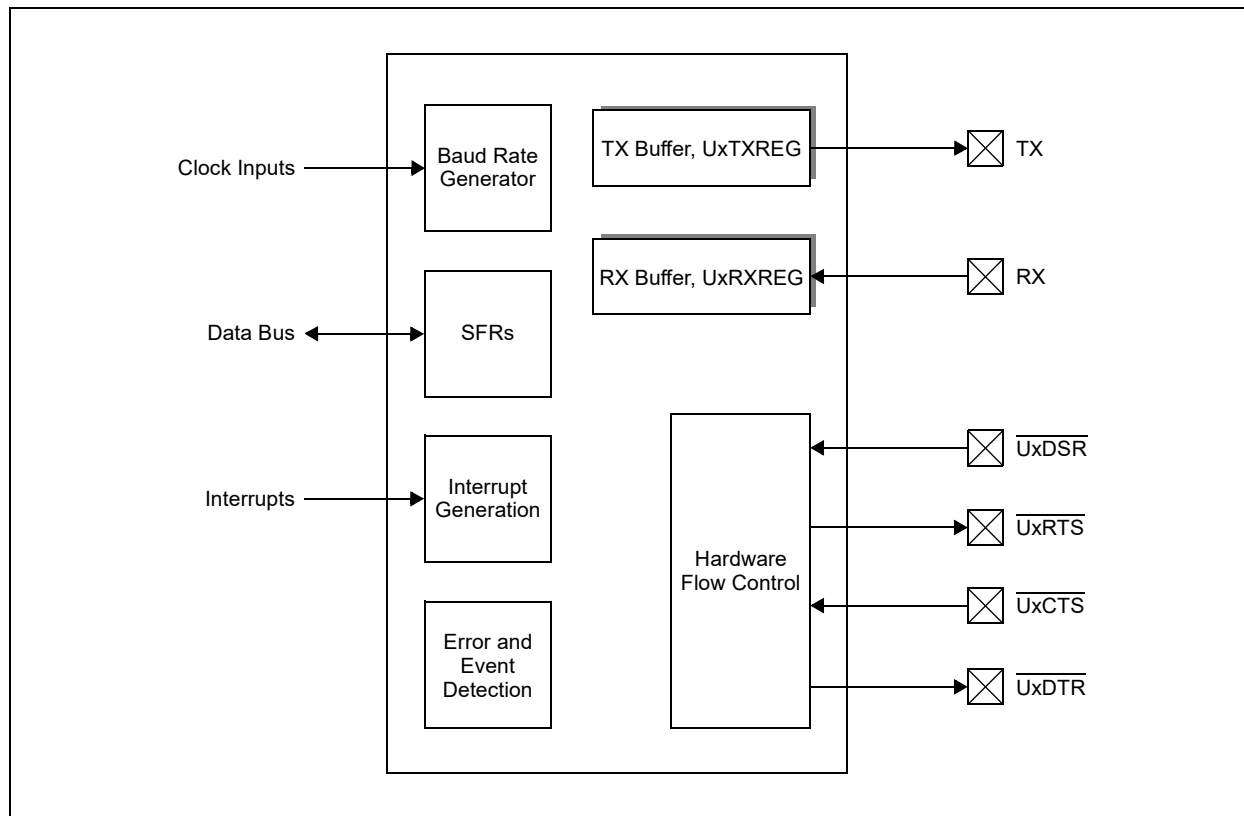 Clock Inputs
Baud Rate
Generator
TX Buffer, UxTXREG
TX
RX Buffer, UxRXREG
RX
Data Bus
SFRs
Interrupts
Interrupt
Generation
Error and
Event
Detection
Hardware
Flow Control
UxDSR
UxRTS
UxCTS
UxDTR